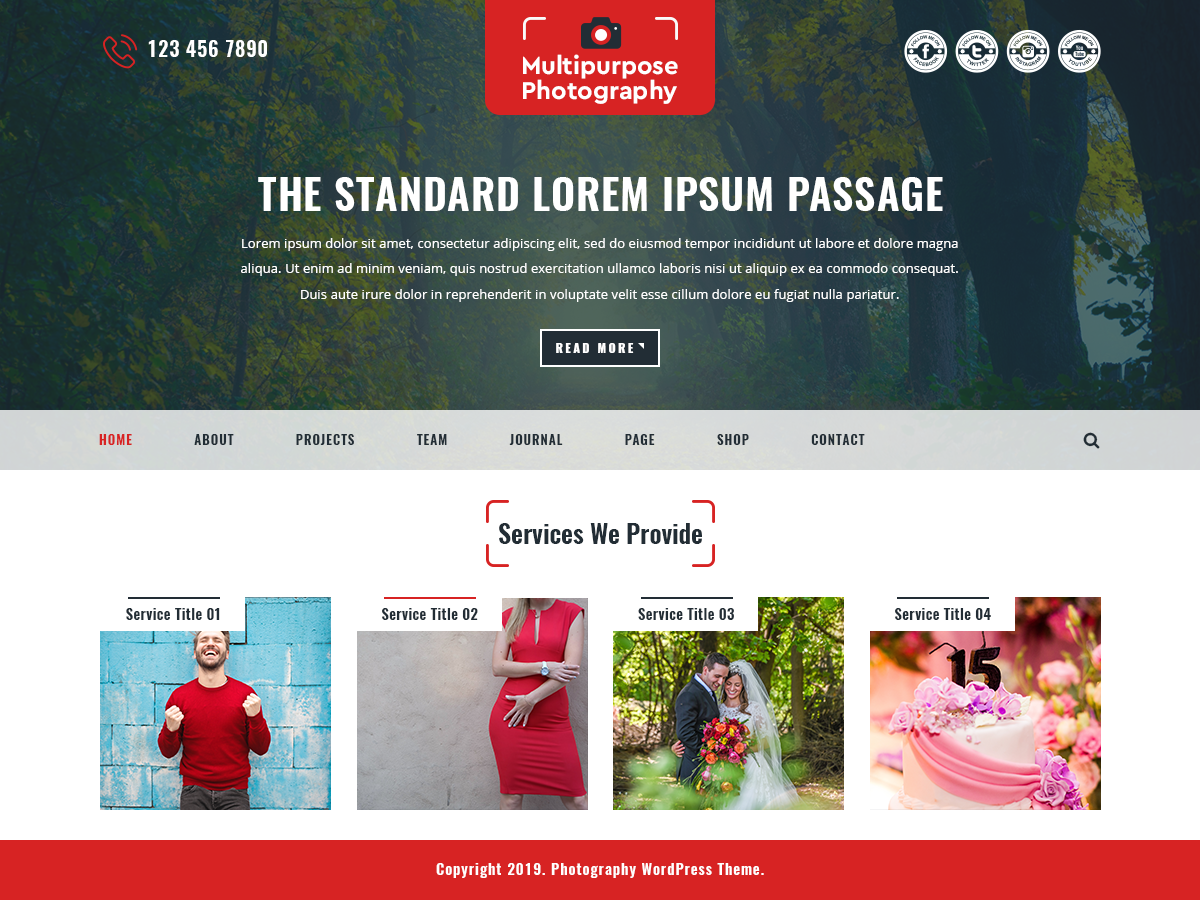 123 456 7890
Multipurpose
Photography
FOLLOW ME ON
FACEBOOK
FOLLOW ME ON
TWITTER
FOLLOW ME ON
INSTAGRAM
FOLLOW ME ON
You
Tube
YOUTUBE
THE STANDARD LOREM IPSUM PASSAGE
Lorem ipsum dolor sit amet, consectetur adipiscing elit, sed do eiusmod tempor incididunt ut labore et dolore magna
aliqua. Ut enim ad minim veniam, quis nostrud exercitation ullamco laboris nisi ut aliquip ex ea commodo consequat.
Duis aute irure dolor in reprehenderit in voluptate velit esse cillum dolore eu fugiat nulla pariatur.
READ MORE
HOME ABOUT PROJECTS TEAM JOURNAL PAGE SHOP CONTACT
Services We Provide
Service Title 01
Service Title 02
Service Title 03
Service Title 04
15
Copyright 2019. Photography WordPress Theme.